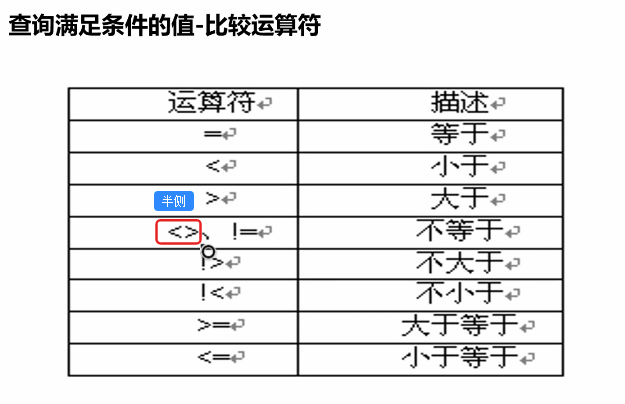 查询满足条件的值-比较运算符
运算符 描述
= 等于
< 小于
> 大于
半侧
<>、 != 不等于
!> 不大于
!< 不小于
>= 大于等于
<= 小于等于